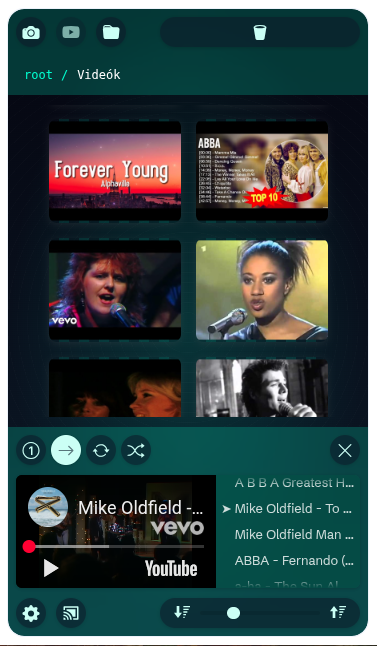 root / Videók
Forever Young
Alphaville
ABBA
TOP 10
vevo
1
Mike Oldfield -...
vevo
YouTube
A B B A Greatest H...
➤ Mike Oldfield - To ...
Mike Oldfield Man ...
ABBA - Fernando (...
a-ha - The Sun Al...